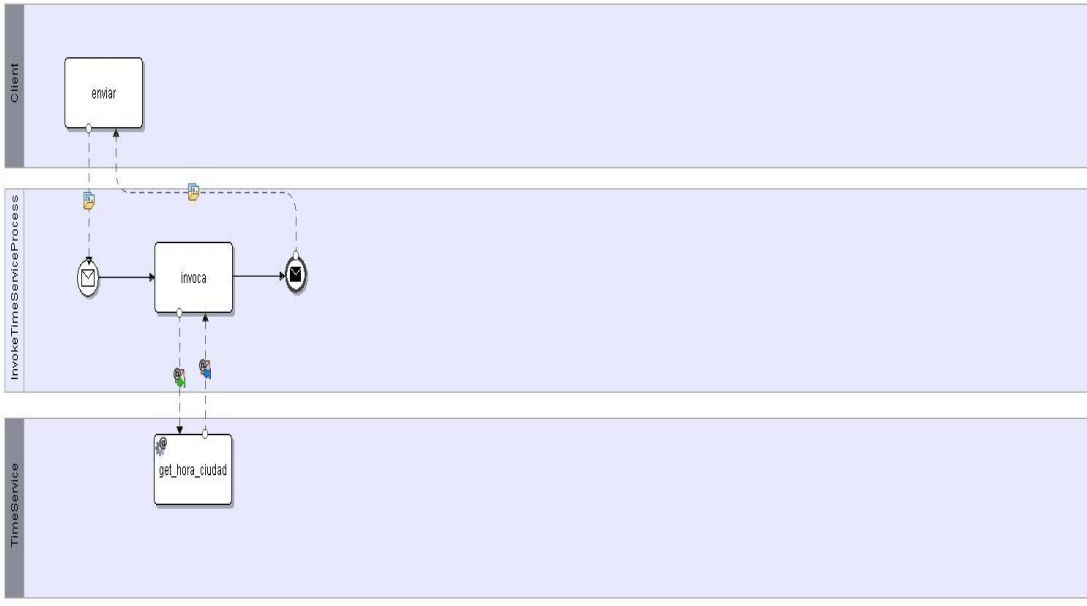 Client
enviar
InvokeTimeServiceProcess
invoca
TimeService
get_hora_ciudad